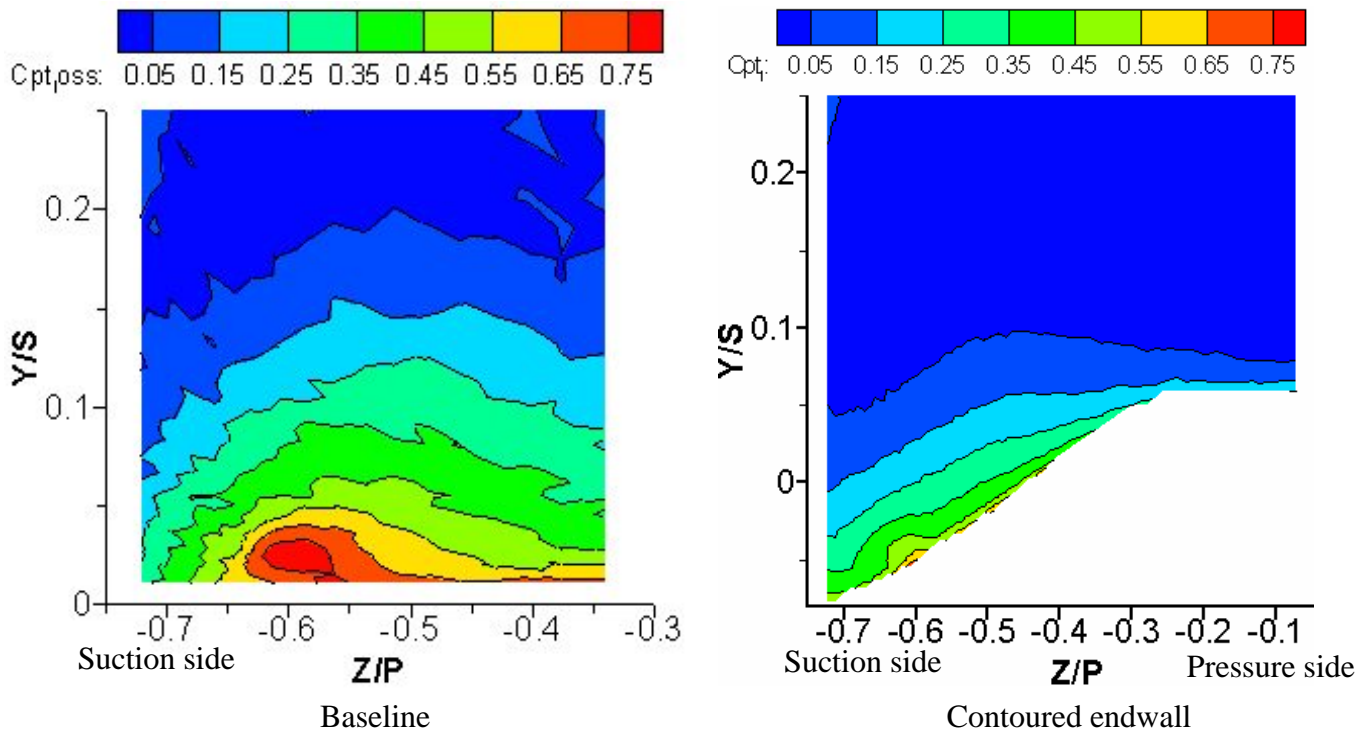 Cpt,loss: 0.05 0.15 0.25 0.35 0.45 0.55 0.65 0.75
0.2
0.1
0
Y/S
-0.7 -0.6 -0.5 -0.4 -0.3
Suction side
Z/P
Baseline
Cpt,: 0.05 0.15 0.25 0.35 0.45 0.55 0.65 0.75
0.2
0.1
0
Y/S
-0.7 -0.6 -0.5 -0.4 -0.3 -0.2 -0.1
Suction side
Z/P
Pressure side
Contoured endwall